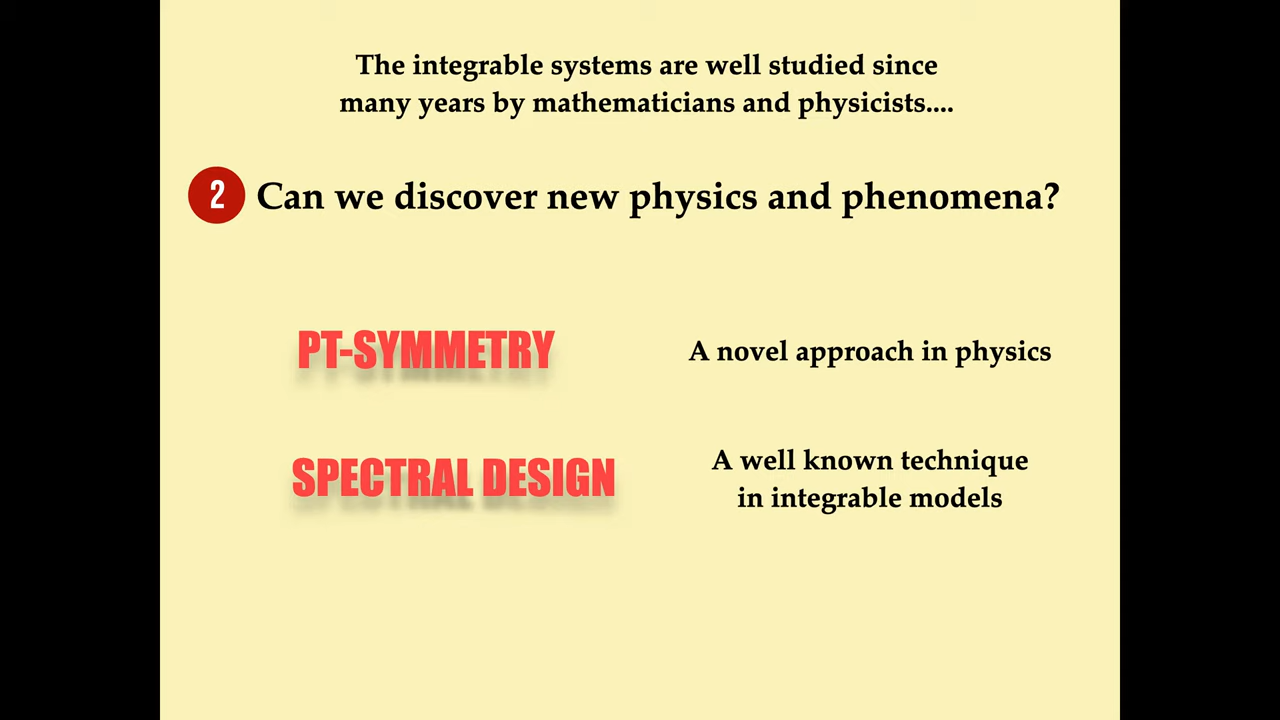 The integrable systems are well studied since
many years by mathematicians and physicists....
2 Can we discover new physics and phenomena?
PT-SYMMETRY
A novel approach in physics
SPECTRAL DESIGN
A well known technique
in integrable models